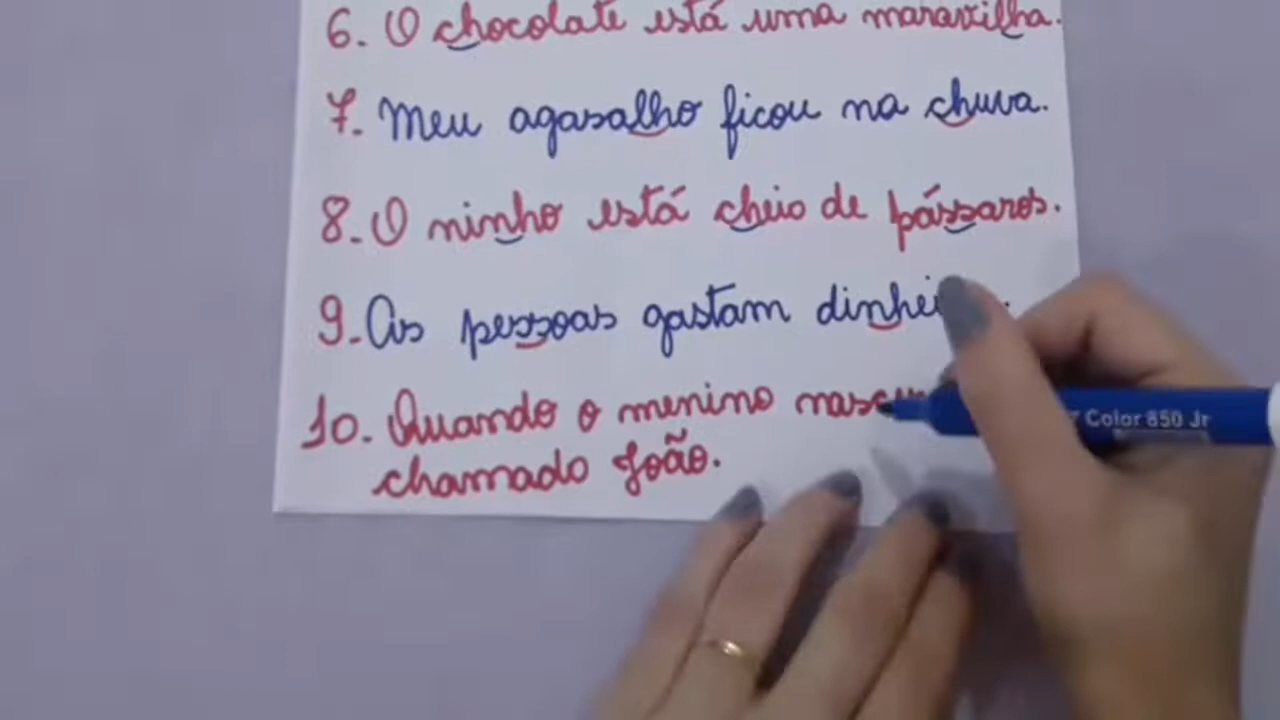 6. O chocolate está uma maravilha.
7. Meu agasalho ficou na chuva.
8. O ninho está cheio de pássaros.
9. As pessoas gastam
10. Quando o menino
chamado João.
Color 850 Jr